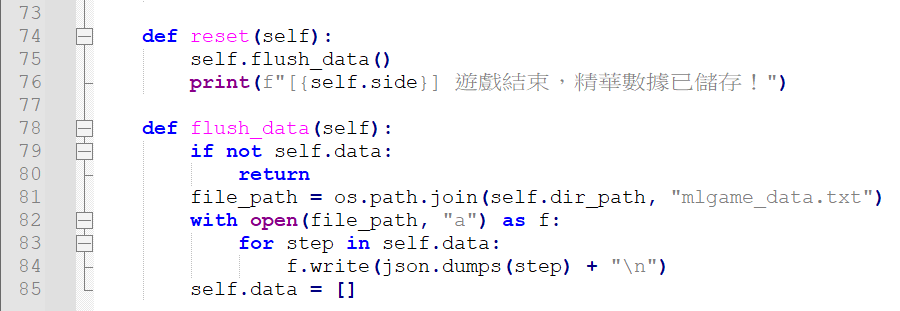 73
74 def reset(self):
75 self.flush_data()
76 print(f"[{self.side}] 遊戲結束，精華數據已儲存！")
77
78 def flush_data(self):
79 if not self.data:
80 return
81 file_path = os.path.join(self.dir_path, "mlgame_data.txt")
82 with open(file_path, "a") as f:
83 for step in self.data:
84 f.write(json.dumps(step) + "\n")
85 self.data = []